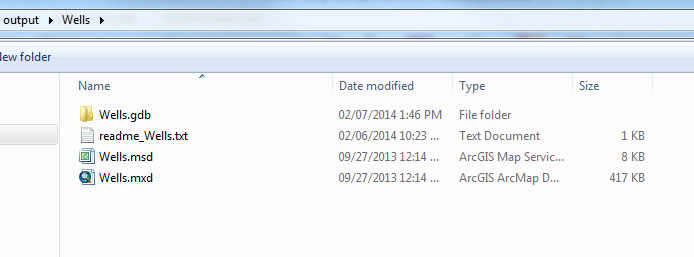 output Wells
New folder
Name Date modified Type Size
Wells.gdb 02/07/2014 1:46 PM File folder
readme_Wells.txt 02/06/2014 10:23 ... Text Document 1 KB
Wells.msd 09/27/2013 12:14 ... ArcGIS Map Servic... 8 KB
Wells.mxd 09/27/2013 12:14 ... ArcGIS ArcMap D... 417 KB